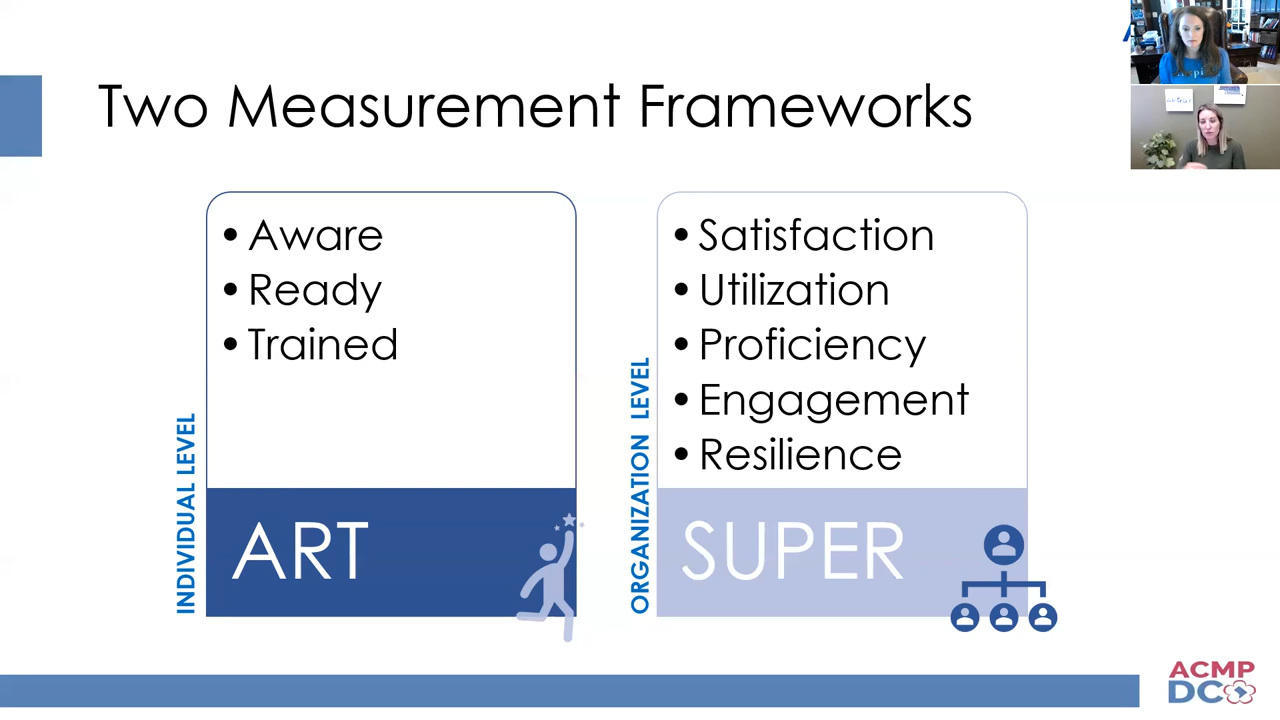 Two Measurement Frameworks
• Aware
• Ready
• Trained
INDIVIDUAL LEVEL
ART
• Satisfaction
• Utilization
• Proficiency
• Engagement
• Resilience
ORGANIZATION LEVEL
SUPER
ACMP
DC